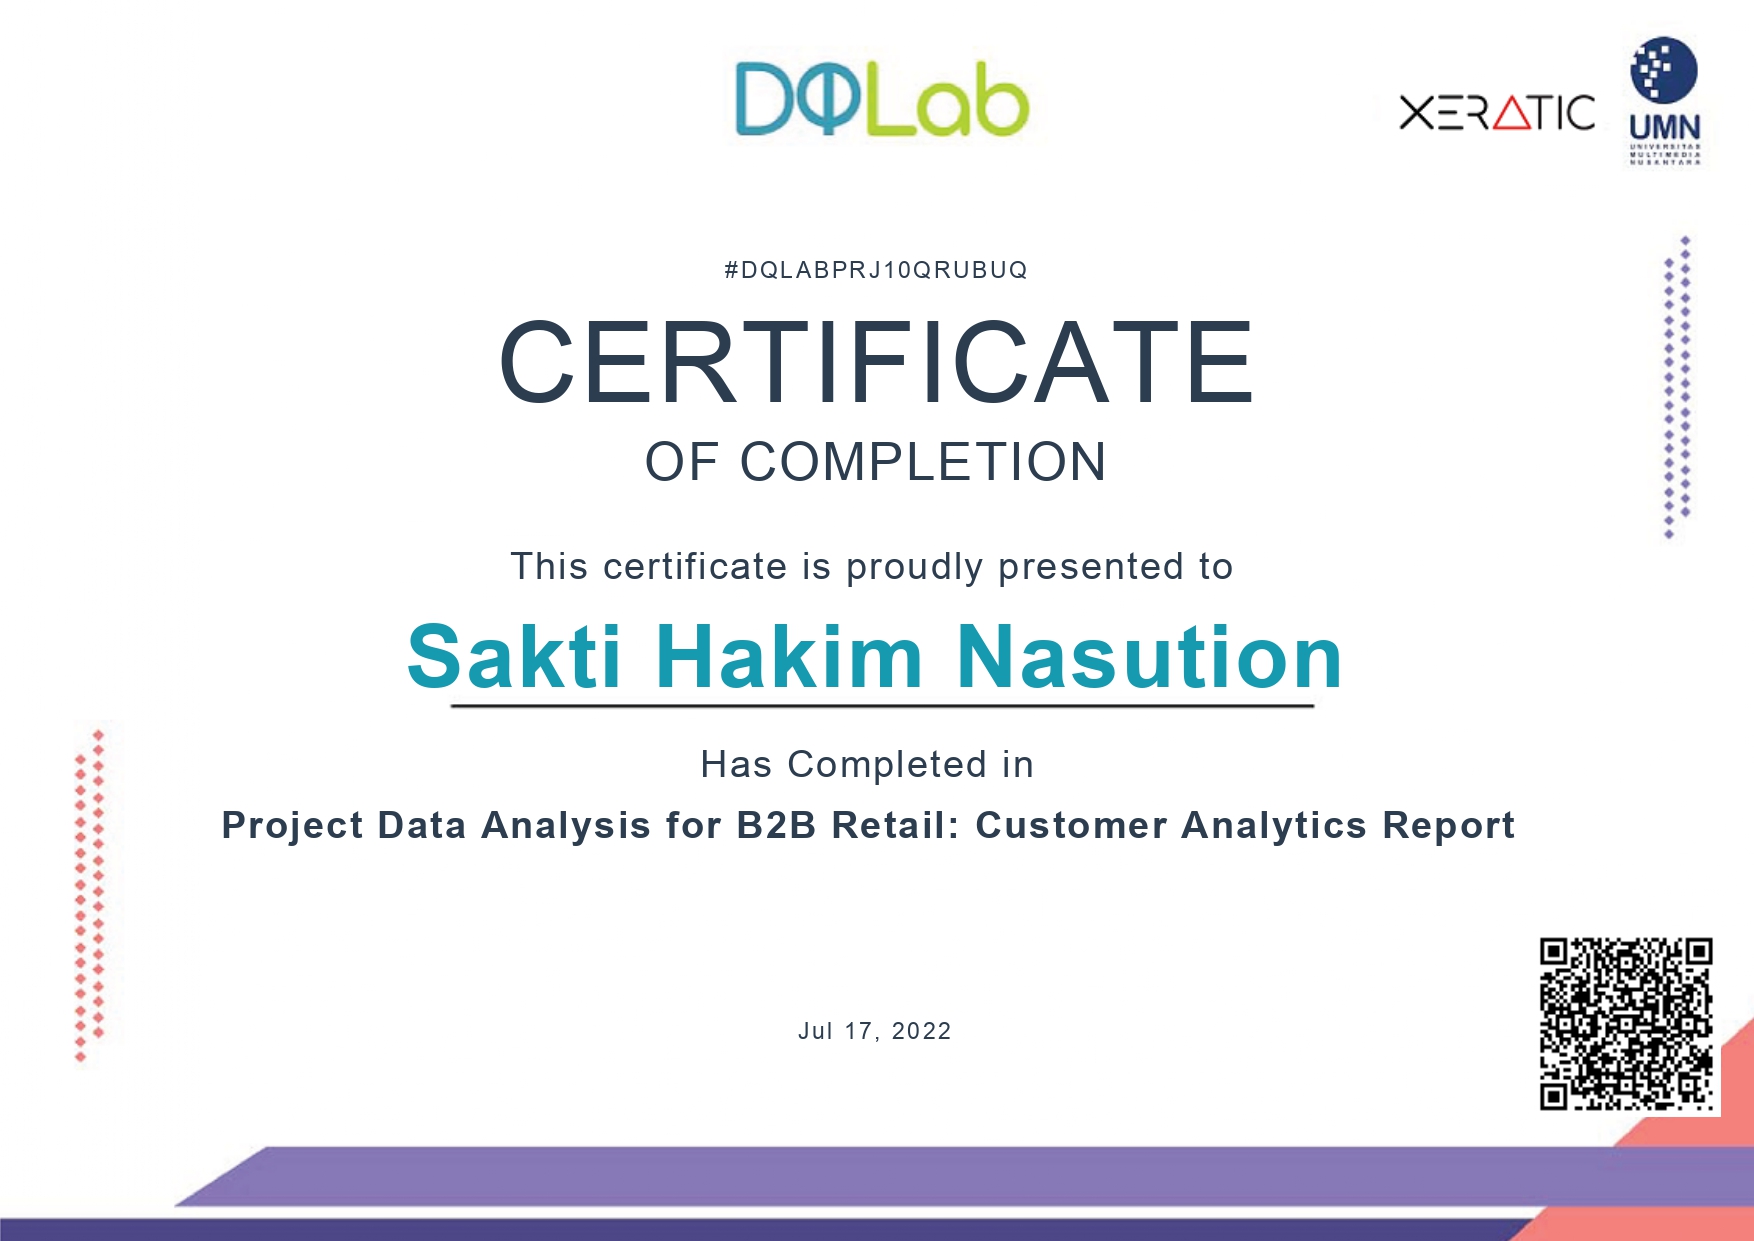 DQLab
XERATIC
UMN
UNIVERSITAS
MULTIMEDIA
NUSANTARA
#DQLABPRJ10QRUBUQ
CERTIFICATE
OF COMPLETION
This certificate is proudly presented to
Sakti Hakim Nasution
Has Completed in
Project Data Analysis for B2B Retail: Customer Analytics Report
Jul 17, 2022